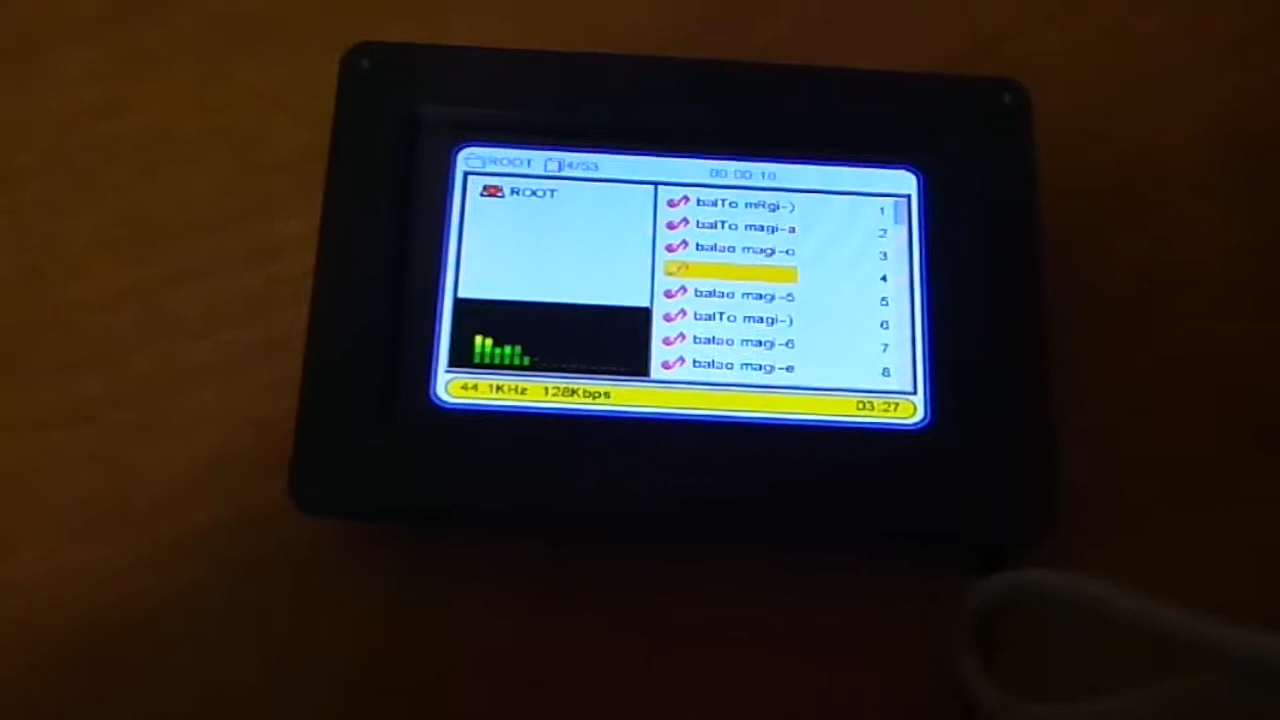 ROOT 4/53 00:00:10
ROOT
balTo mRgi-) 1
balTo magi-a 2
balao magi-c 3
4
balao magi-5 5
balTo magi-) 6
balao magi-6 7
balao magi-e 8
44.1KHz 128Kbps 03:27